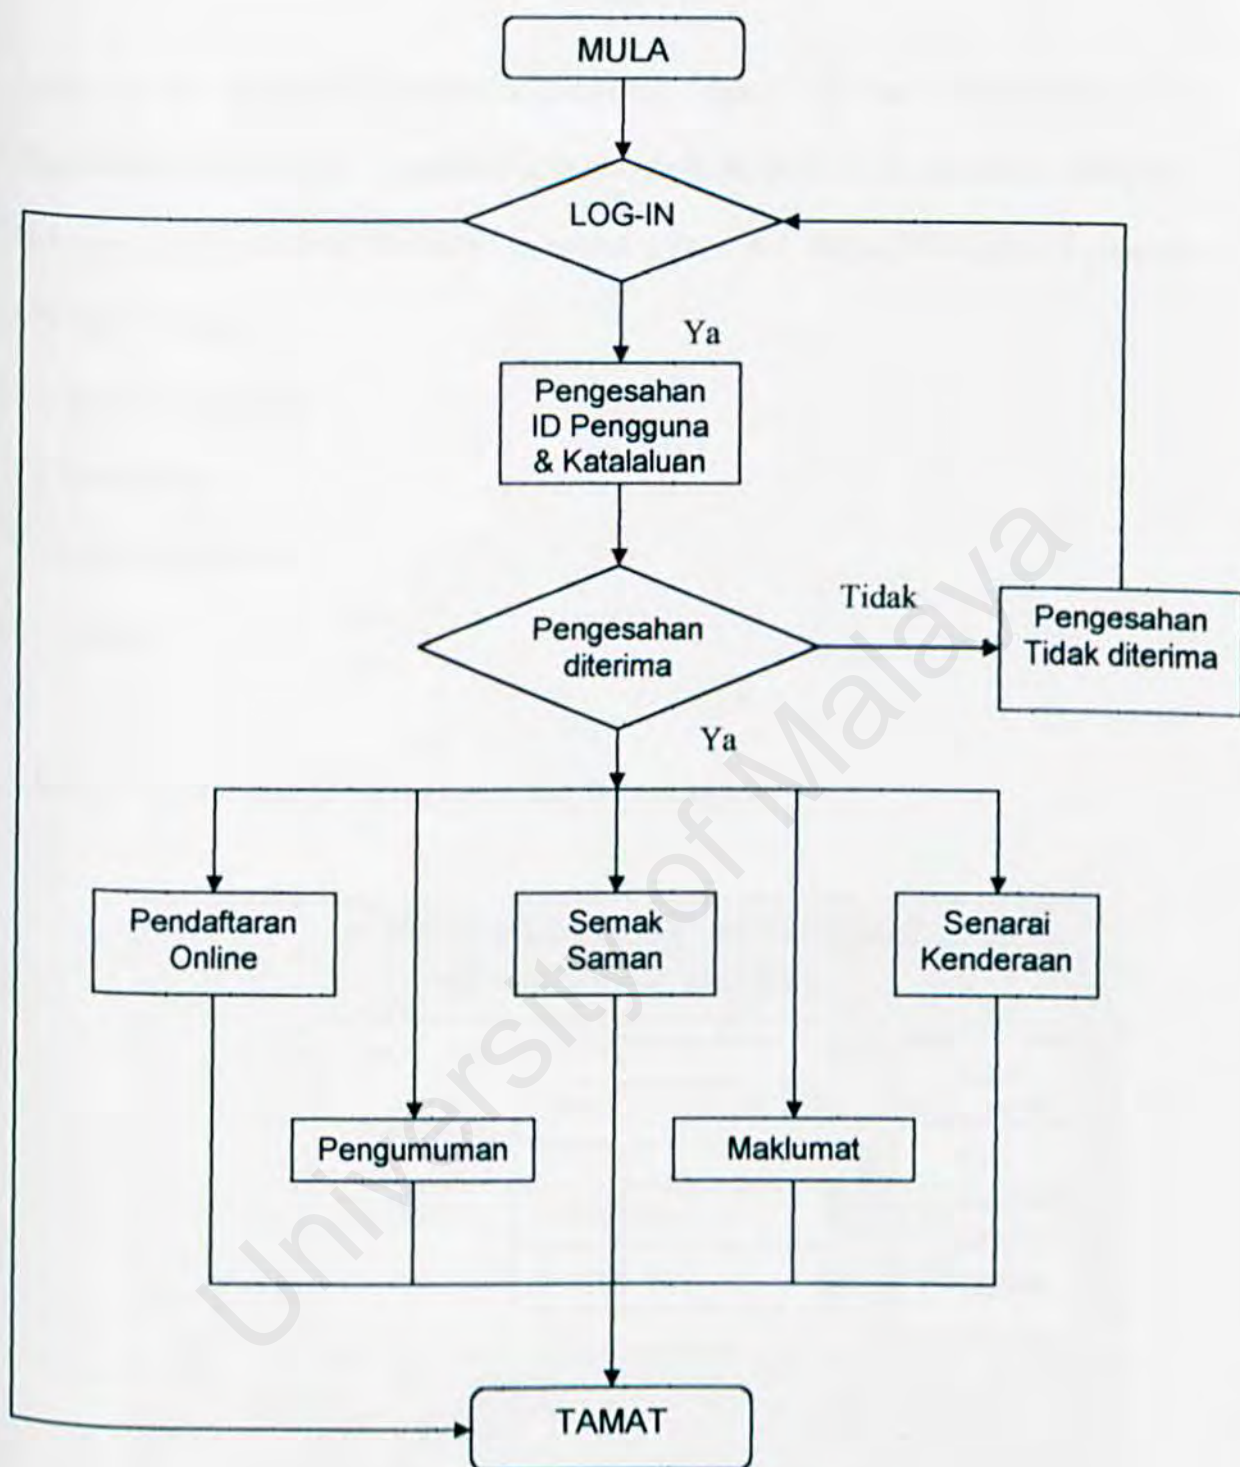 MULA
LOG-IN
Ya
Pengesahan
ID Pengguna
& Katalaluan
Pengesahan
diterima
Tidak
Pengesahan
Tidak diterima
Ya
Pendaftaran
Online
Semak
Saman
Senarai
Kenderaan
Pengumuman
Maklumat
TAMAT
University of Malaya